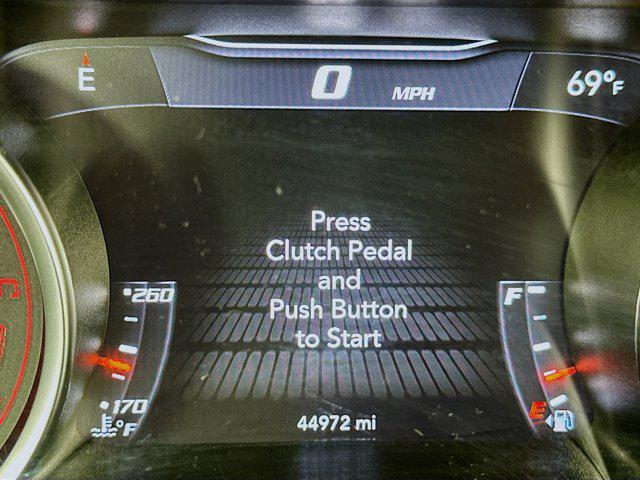 E
0 MPH
69°F
Press
Clutch Pedal
and
Push Button
to Start
260
F
170
°F
E
44972 mi